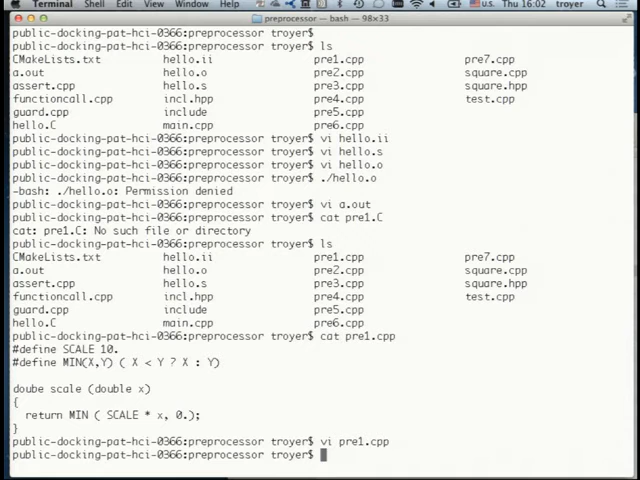 Terminal Shell Edit View Window Help U.S. Thu 16:02 troyer
preprocessor — bash — 98×33
public-docking-pat-hci-0366:preprocessor troyer$
public-docking-pat-hci-0366:preprocessor troyer$ ls
CMakeLists.txt hello.ii pre1.cpp pre7.cpp
a.out hello.o pre2.cpp square.cpp
assert.cpp hello.s pre3.cpp square.hpp
functioncall.cpp incl.hpp pre4.cpp test.cpp
guard.cpp include pre5.cpp
hello.C main.cpp pre6.cpp
public-docking-pat-hci-0366:preprocessor troyer$ vi hello.ii
public-docking-pat-hci-0366:preprocessor troyer$ vi hello.s
public-docking-pat-hci-0366:preprocessor troyer$ vi hello.o
public-docking-pat-hci-0366:preprocessor troyer$ ./hello.o
-bash: ./hello.o: Permission denied
public-docking-pat-hci-0366:preprocessor troyer$ vi a.out
public-docking-pat-hci-0366:preprocessor troyer$ cat pre1.C
cat: pre1.C: No such file or directory
public-docking-pat-hci-0366:preprocessor troyer$ ls
CMakeLists.txt hello.ii pre1.cpp pre7.cpp
a.out hello.o pre2.cpp square.cpp
assert.cpp hello.s pre3.cpp square.hpp
functioncall.cpp incl.hpp pre4.cpp test.cpp
guard.cpp include pre5.cpp
hello.C main.cpp pre6.cpp
public-docking-pat-hci-0366:preprocessor troyer$ cat pre1.cpp
#define SCALE 10.
#define MIN(X,Y) ( X < Y ? X : Y)
doube scale (double x)
{
return MIN ( SCALE * x, 0.);
}
public-docking-pat-hci-0366:preprocessor troyer$ vi pre1.cpp
public-docking-pat-hci-0366:preprocessor troyer$